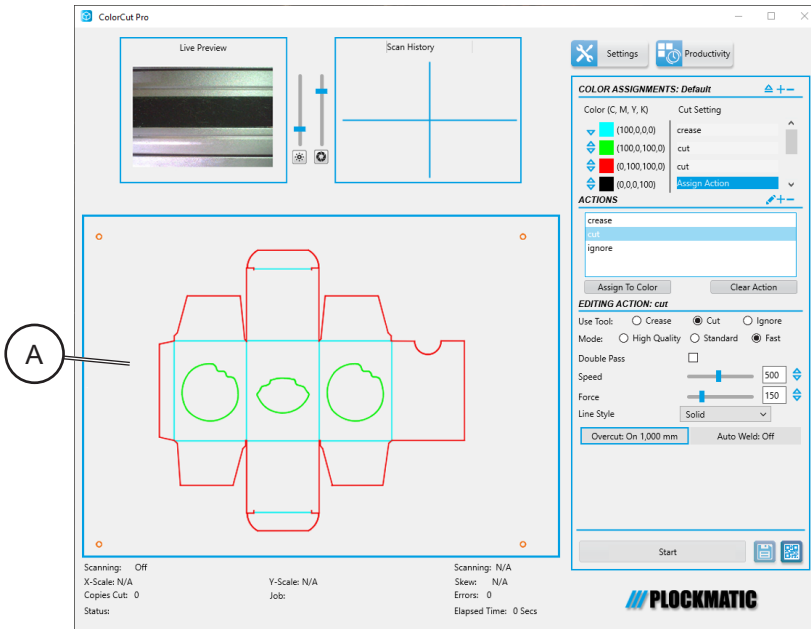 ColorCut Pro
Live Preview
Scan History
Settings
Productivity
COLOR ASSIGNMENTS: Default
Color (C, M, Y, K) Cut Setting
(100,0,0,0) crease
(100,0,100,0) cut
(0,100,100,0) cut
(0,0,0,100) Assign Action
ACTIONS
crease
cut
ignore
Assign To Color Clear Action
EDITING ACTION: cut
Use Tool: Crease Cut Ignore
Mode: High Quality Standard Fast
Double Pass
Speed 500
Force 150
Line Style Solid
Overcut: On 1,000 mm Auto Weld: Off
Start
A
Scanning: Off Scanning: N/A
X-Scale: N/A Y-Scale: N/A Skew: N/A
Copies Cut: 0 Job: Errors: 0
Status: Elapsed Time: 0 Secs
PLOCKMATIC